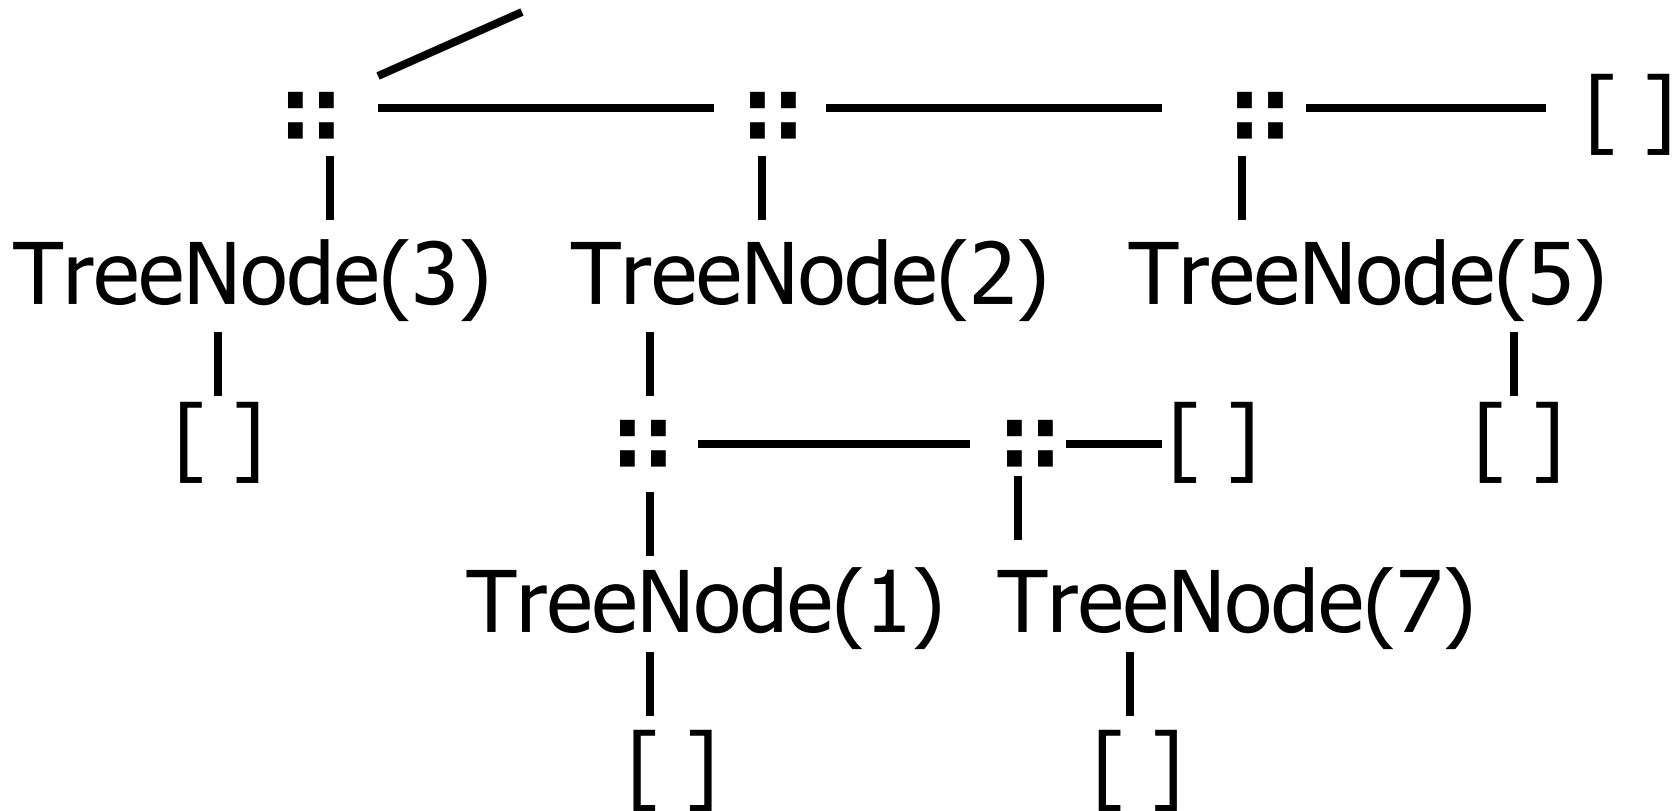 :: :: :: [ ]
TreeNode(3) TreeNode(2) TreeNode(5)
[ ] :: :: [ ] [ ]
TreeNode(1) TreeNode(7)
[ ] [ ]